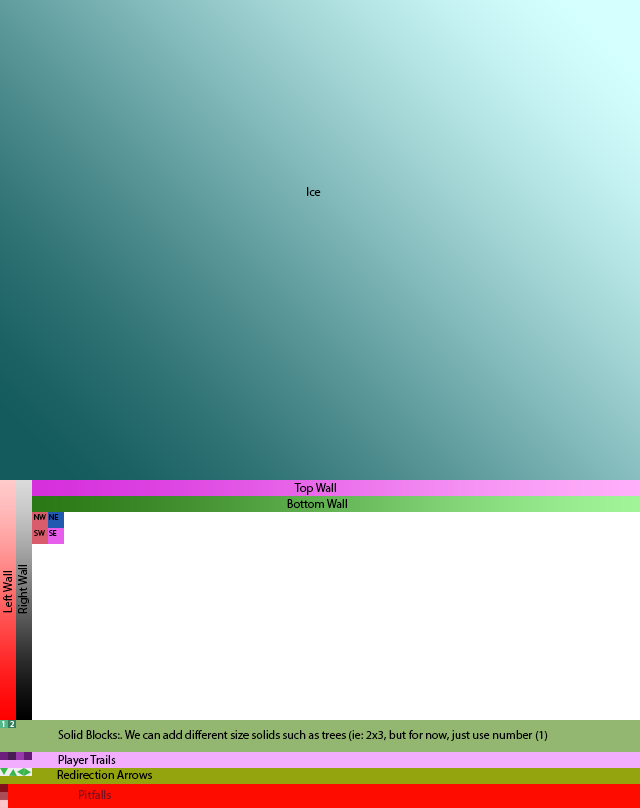 Ice
Top Wall
Bottom Wall
NW NE
SW SE
Left Wall
Right Wall
1 2
Solid Blocks:. We can add different size solids such as trees (ie: 2x3, but for now, just use number (1)
Player Trails
Redirection Arrows
Pitfalls